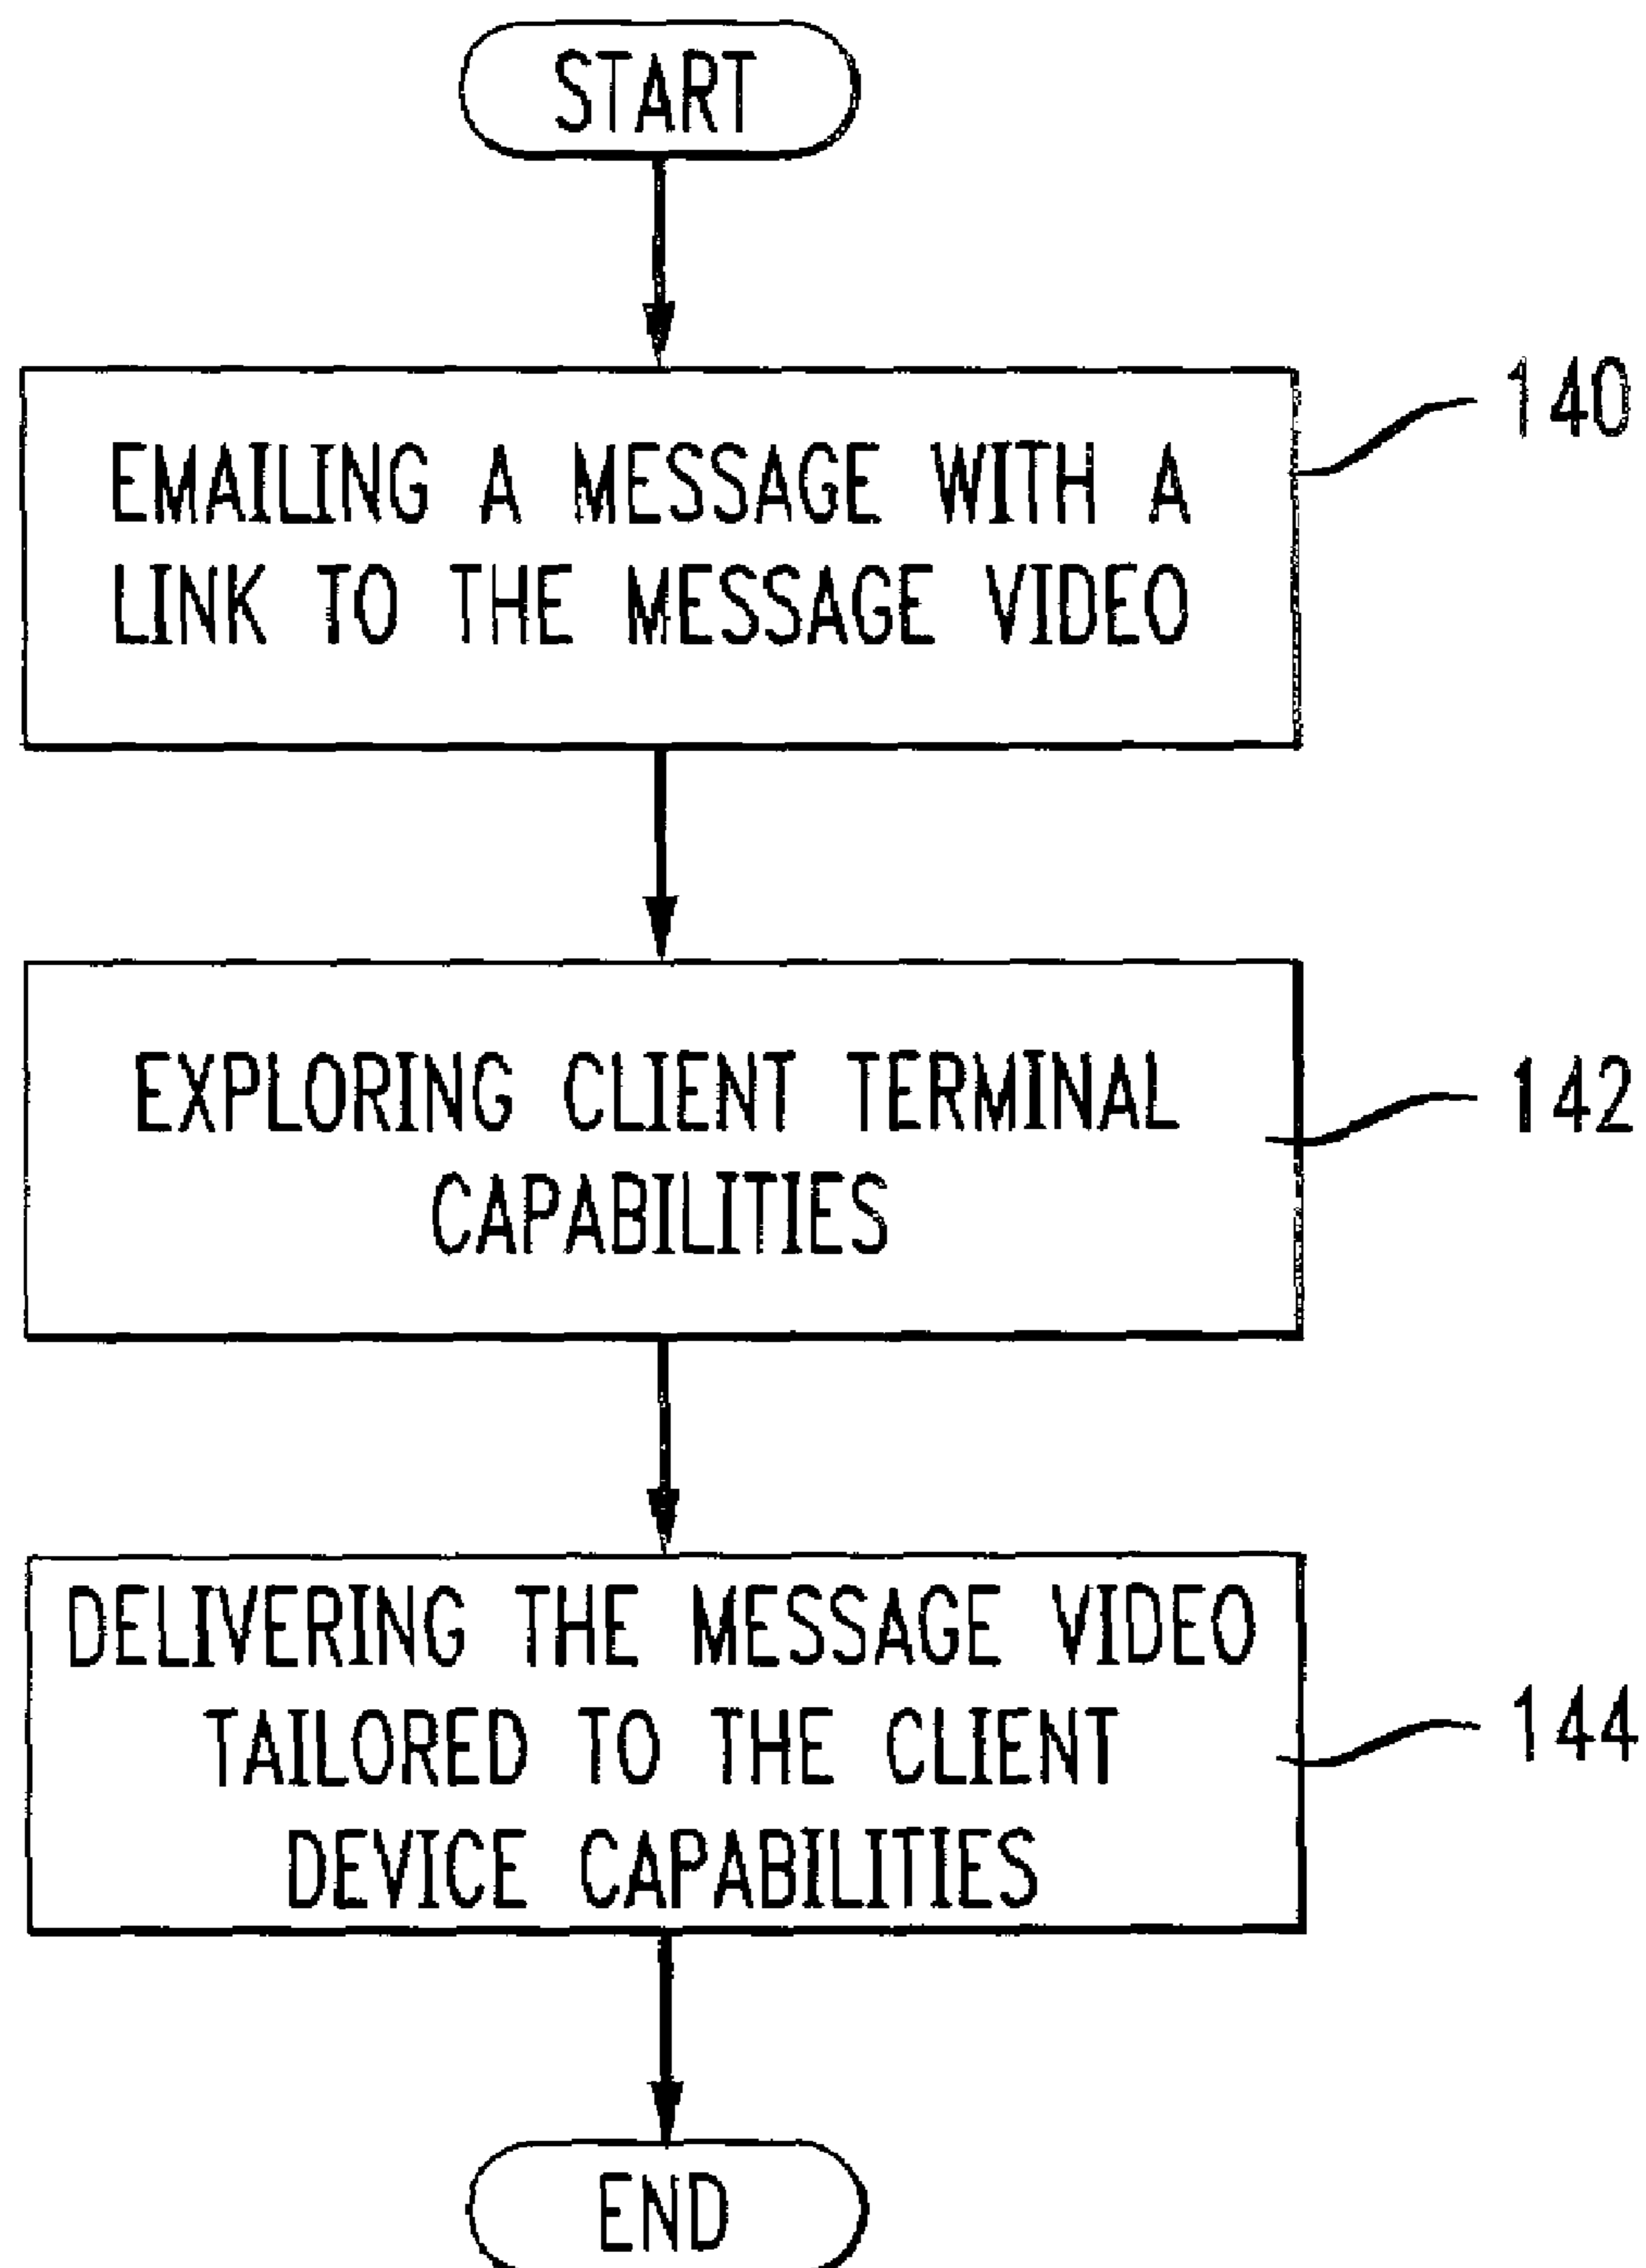 START
EMAILING A MESSAGE WITH A
LINK TO THE MESSAGE VIDEO
140
EXPLORING CLIENT TERMINAL
CAPABILITIES
142
DELIVERING THE MESSAGE VIDEO
TAILORED TO THE CLIENT
DEVICE CAPABILITIES
144
END